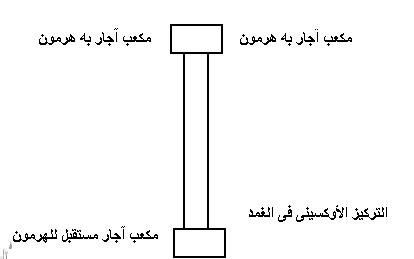 مكعب آجار به هرمون
مكعب آجار به هرمون
التركيز الأوكسينى فى الغمد
مكعب آجار مستقبل للهرمون